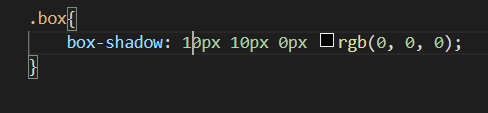 .box{
    box-shadow: 10px 10px 0px rgb(0, 0, 0);
}